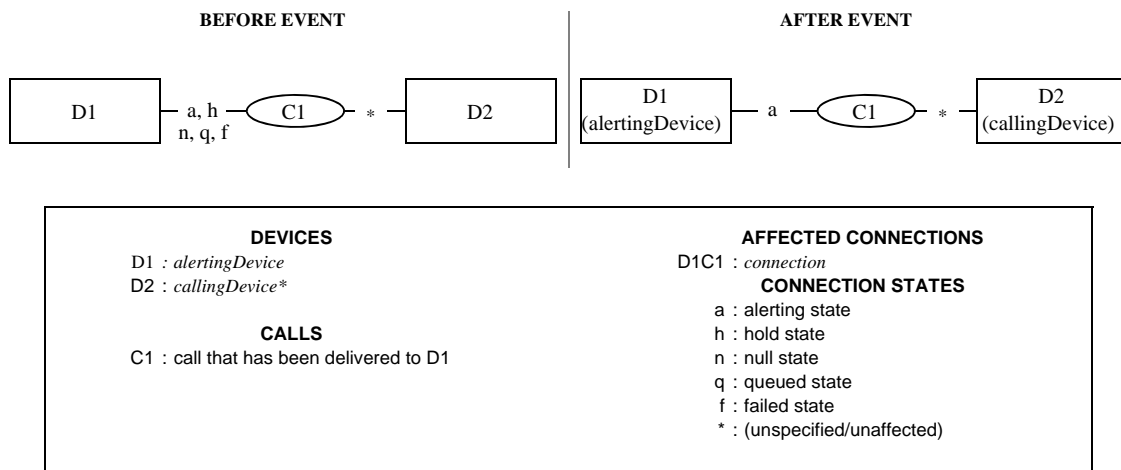 BEFORE EVENT
AFTER EVENT
D1
a, h
n, q, f
C1
*
D2
D1
(alertingDevice)
a
C1
*
D2
(callingDevice)
DEVICES
D1 : alertingDevice
D2 : callingDevice*
CALLS
C1 : call that has been delivered to D1
AFFECTED CONNECTIONS
D1C1 : connection
CONNECTION STATES
a : alerting state
h : hold state
n : null state
q : queued state
f : failed state
* : (unspecified/unaffected)